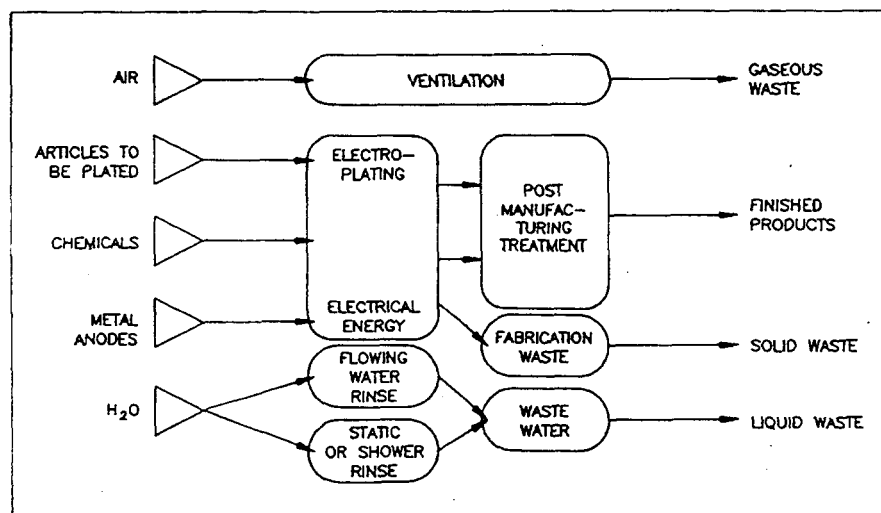 AIR
VENTILATION
GASEOUS
WASTE
ARTICLES TO
BE PLATED
ELECTRO-
PLATING
POST
MANUFAC-
TURING
TREATMENT
FINISHED
PRODUCTS
CHEMICALS
METAL
ANODES
ELECTRICAL
ENERGY
FABRICATION
WASTE
SOLID WASTE
H₂O
FLOWING
WATER
RINSE
STATIC
OR SHOWER
RINSE
WASTE
WATER
LIQUID WASTE